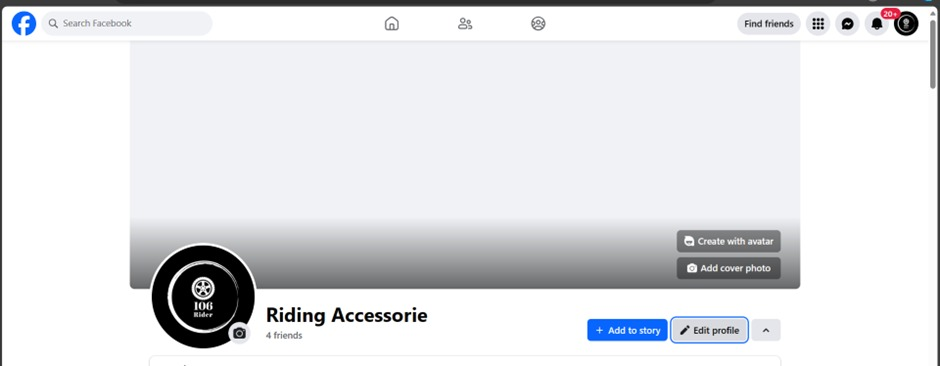 Search Facebook
Find friends
20+
Create with avatar
Add cover photo
106
Rider
Riding Accessorie
4 friends
+ Add to story
Edit profile